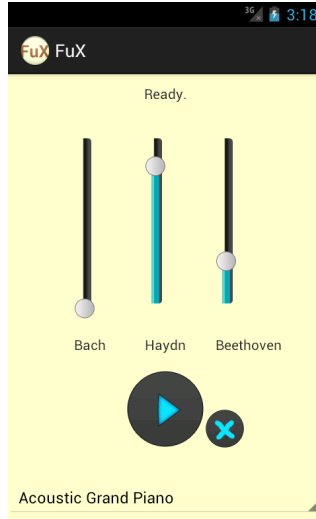 3G 3:18
FuX FuX
Ready.
Bach Haydn Beethoven
Acoustic Grand Piano